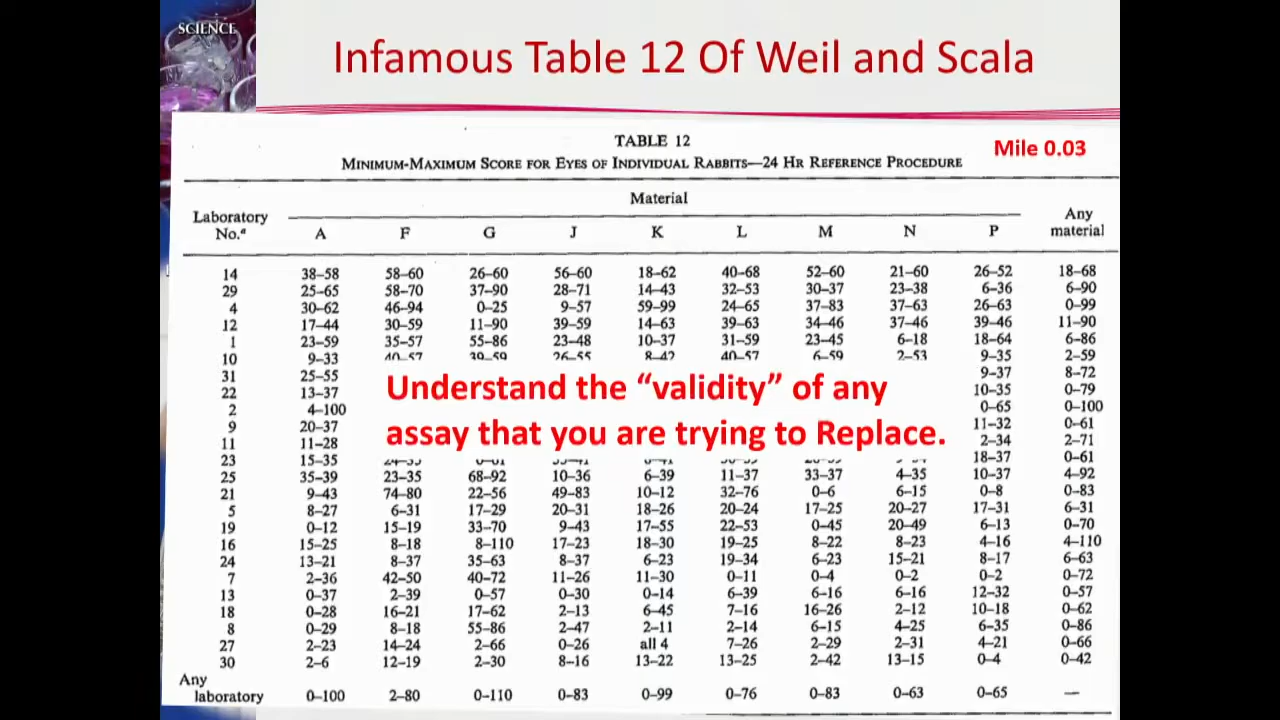 SCIENCE
Infamous Table 12 Of Weil and Scala
TABLE 12
Mile 0.03
MINIMUM-MAXIMUM SCORE FOR EYES OF INDIVIDUAL RABBITS—24 HR REFERENCE PROCEDURE
Material
Laboratory No.ᵃ A F G J K L M N P Any material
14 38–58 58–60 26–60 56–60 18–62 40–68 52–60 21–60 26–52 18–68
29 25–65 58–70 37–90 28–71 14–43 32–53 30–37 23–38 6–36 6–90
4 30–62 46–94 0–25 9–57 59–99 24–65 37–83 37–63 26–63 0–99
12 17–44 30–59 11–90 39–59 14–63 39–63 34–46 37–46 39–46 11–90
1 23–59 35–57 55–86 23–48 10–37 31–59 23–45 6–18 18–64 6–86
10 9–33 40–57 39–59 26–55 8–42 40–57 6–59 2–53 9–35 2–59
31 25–55 9–37 8–72
22 13–37 10–35 0–79
2 4–100 0–65 0–100
9 20–37 11–32 0–61
11 11–28 2–34 2–71
Understand the “validity” of any
assay that you are trying to Replace.
23 15–35 18–37 0–61
25 35–39 23–35 68–92 10–36 6–39 11–37 33–37 4–35 10–37 4–92
21 9–43 74–80 22–56 49–83 10–12 32–76 0–6 6–15 0–8 0–83
5 8–27 6–31 17–29 20–31 18–26 20–24 17–25 20–27 17–31 6–31
19 0–12 15–19 33–70 9–43 17–55 22–53 0–45 20–49 6–13 0–70
16 15–25 8–18 8–110 17–23 18–30 19–25 8–22 8–23 4–16 4–110
24 13–21 8–37 35–63 8–37 6–23 19–34 6–23 15–21 8–17 6–63
7 2–36 42–50 40–72 11–26 11–30 0–11 0–4 0–2 0–2 0–72
13 0–37 2–39 0–57 0–30 0–14 6–39 6–16 6–16 12–32 0–57
18 0–28 16–21 17–62 2–13 6–45 7–16 16–26 2–12 10–18 0–62
8 0–29 8–18 55–86 2–47 2–11 2–14 6–15 4–25 6–35 0–86
27 2–23 14–24 2–66 0–26 all 4 7–26 2–29 2–31 4–21 0–66
30 2–6 12–19 2–30 8–16 13–22 13–25 2–42 13–15 0–4 0–42
Any laboratory 0–100 2–80 0–110 0–83 0–99 0–76 0–83 0–63 0–65 —